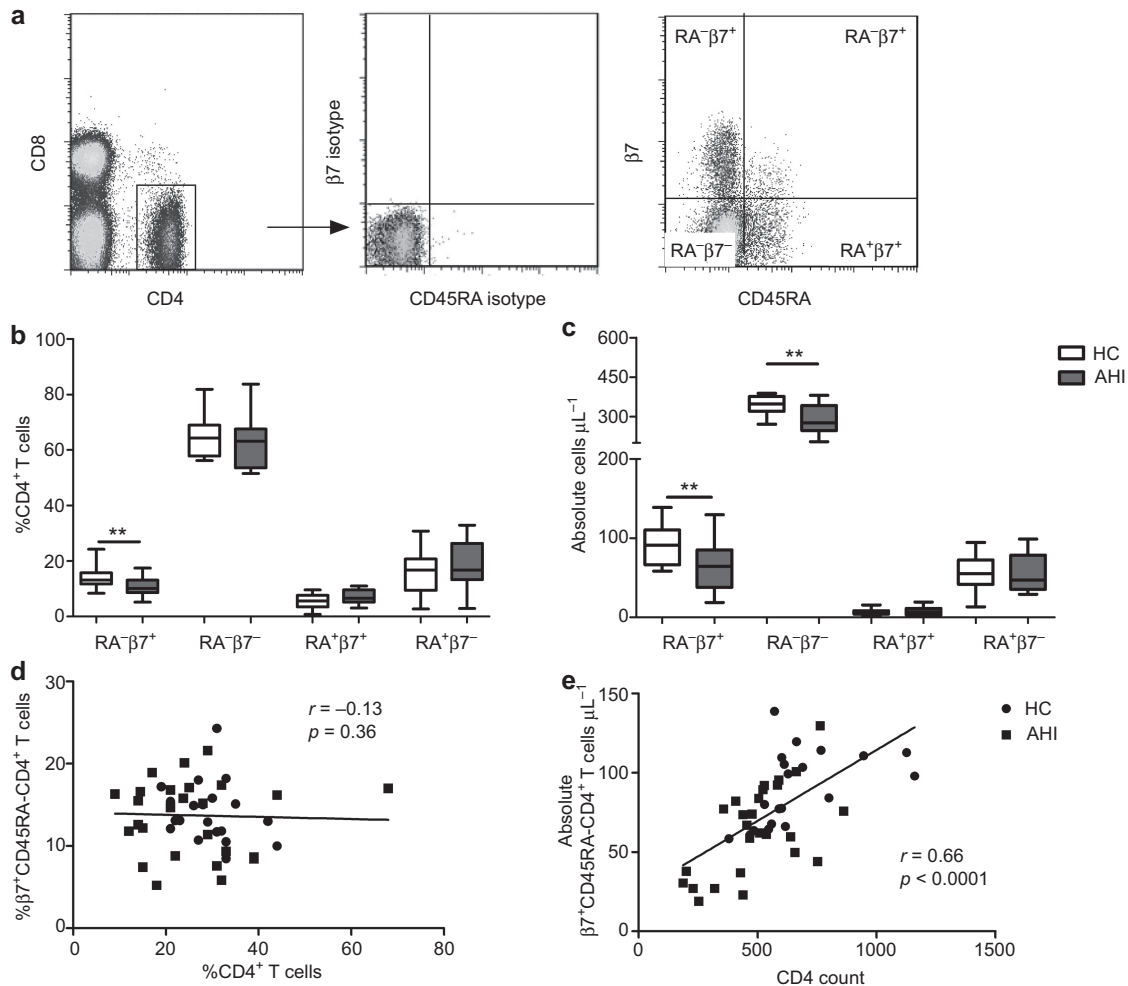 a
CD8
CD4
β7 isotype
CD45RA isotype
β7
CD45RA
RA⁻β7⁺
RA⁻β7⁺
RA⁻β7⁻
RA⁺β7⁺
b
%CD4⁺ T cells
100
80
60
40
20
0
**
RA⁻β7⁺
RA⁻β7⁻
RA⁺β7⁺
RA⁺β7⁻
c
Absolute cells μL⁻¹
600
450
300
200
100
0
**
**
RA⁻β7⁺
RA⁻β7⁻
RA⁺β7⁺
RA⁺β7⁻
HC
AHI
d
%β7⁺CD45RA-CD4⁺ T cells
30
20
10
0
r = –0.13
p = 0.36
0
20
40
60
80
%CD4⁺ T cells
e
Absolute
β7⁺CD45RA-CD4⁺T cells μL⁻¹
150
100
50
0
r = 0.66
p < 0.0001
0
500
1000
1500
CD4 count
HC
AHI